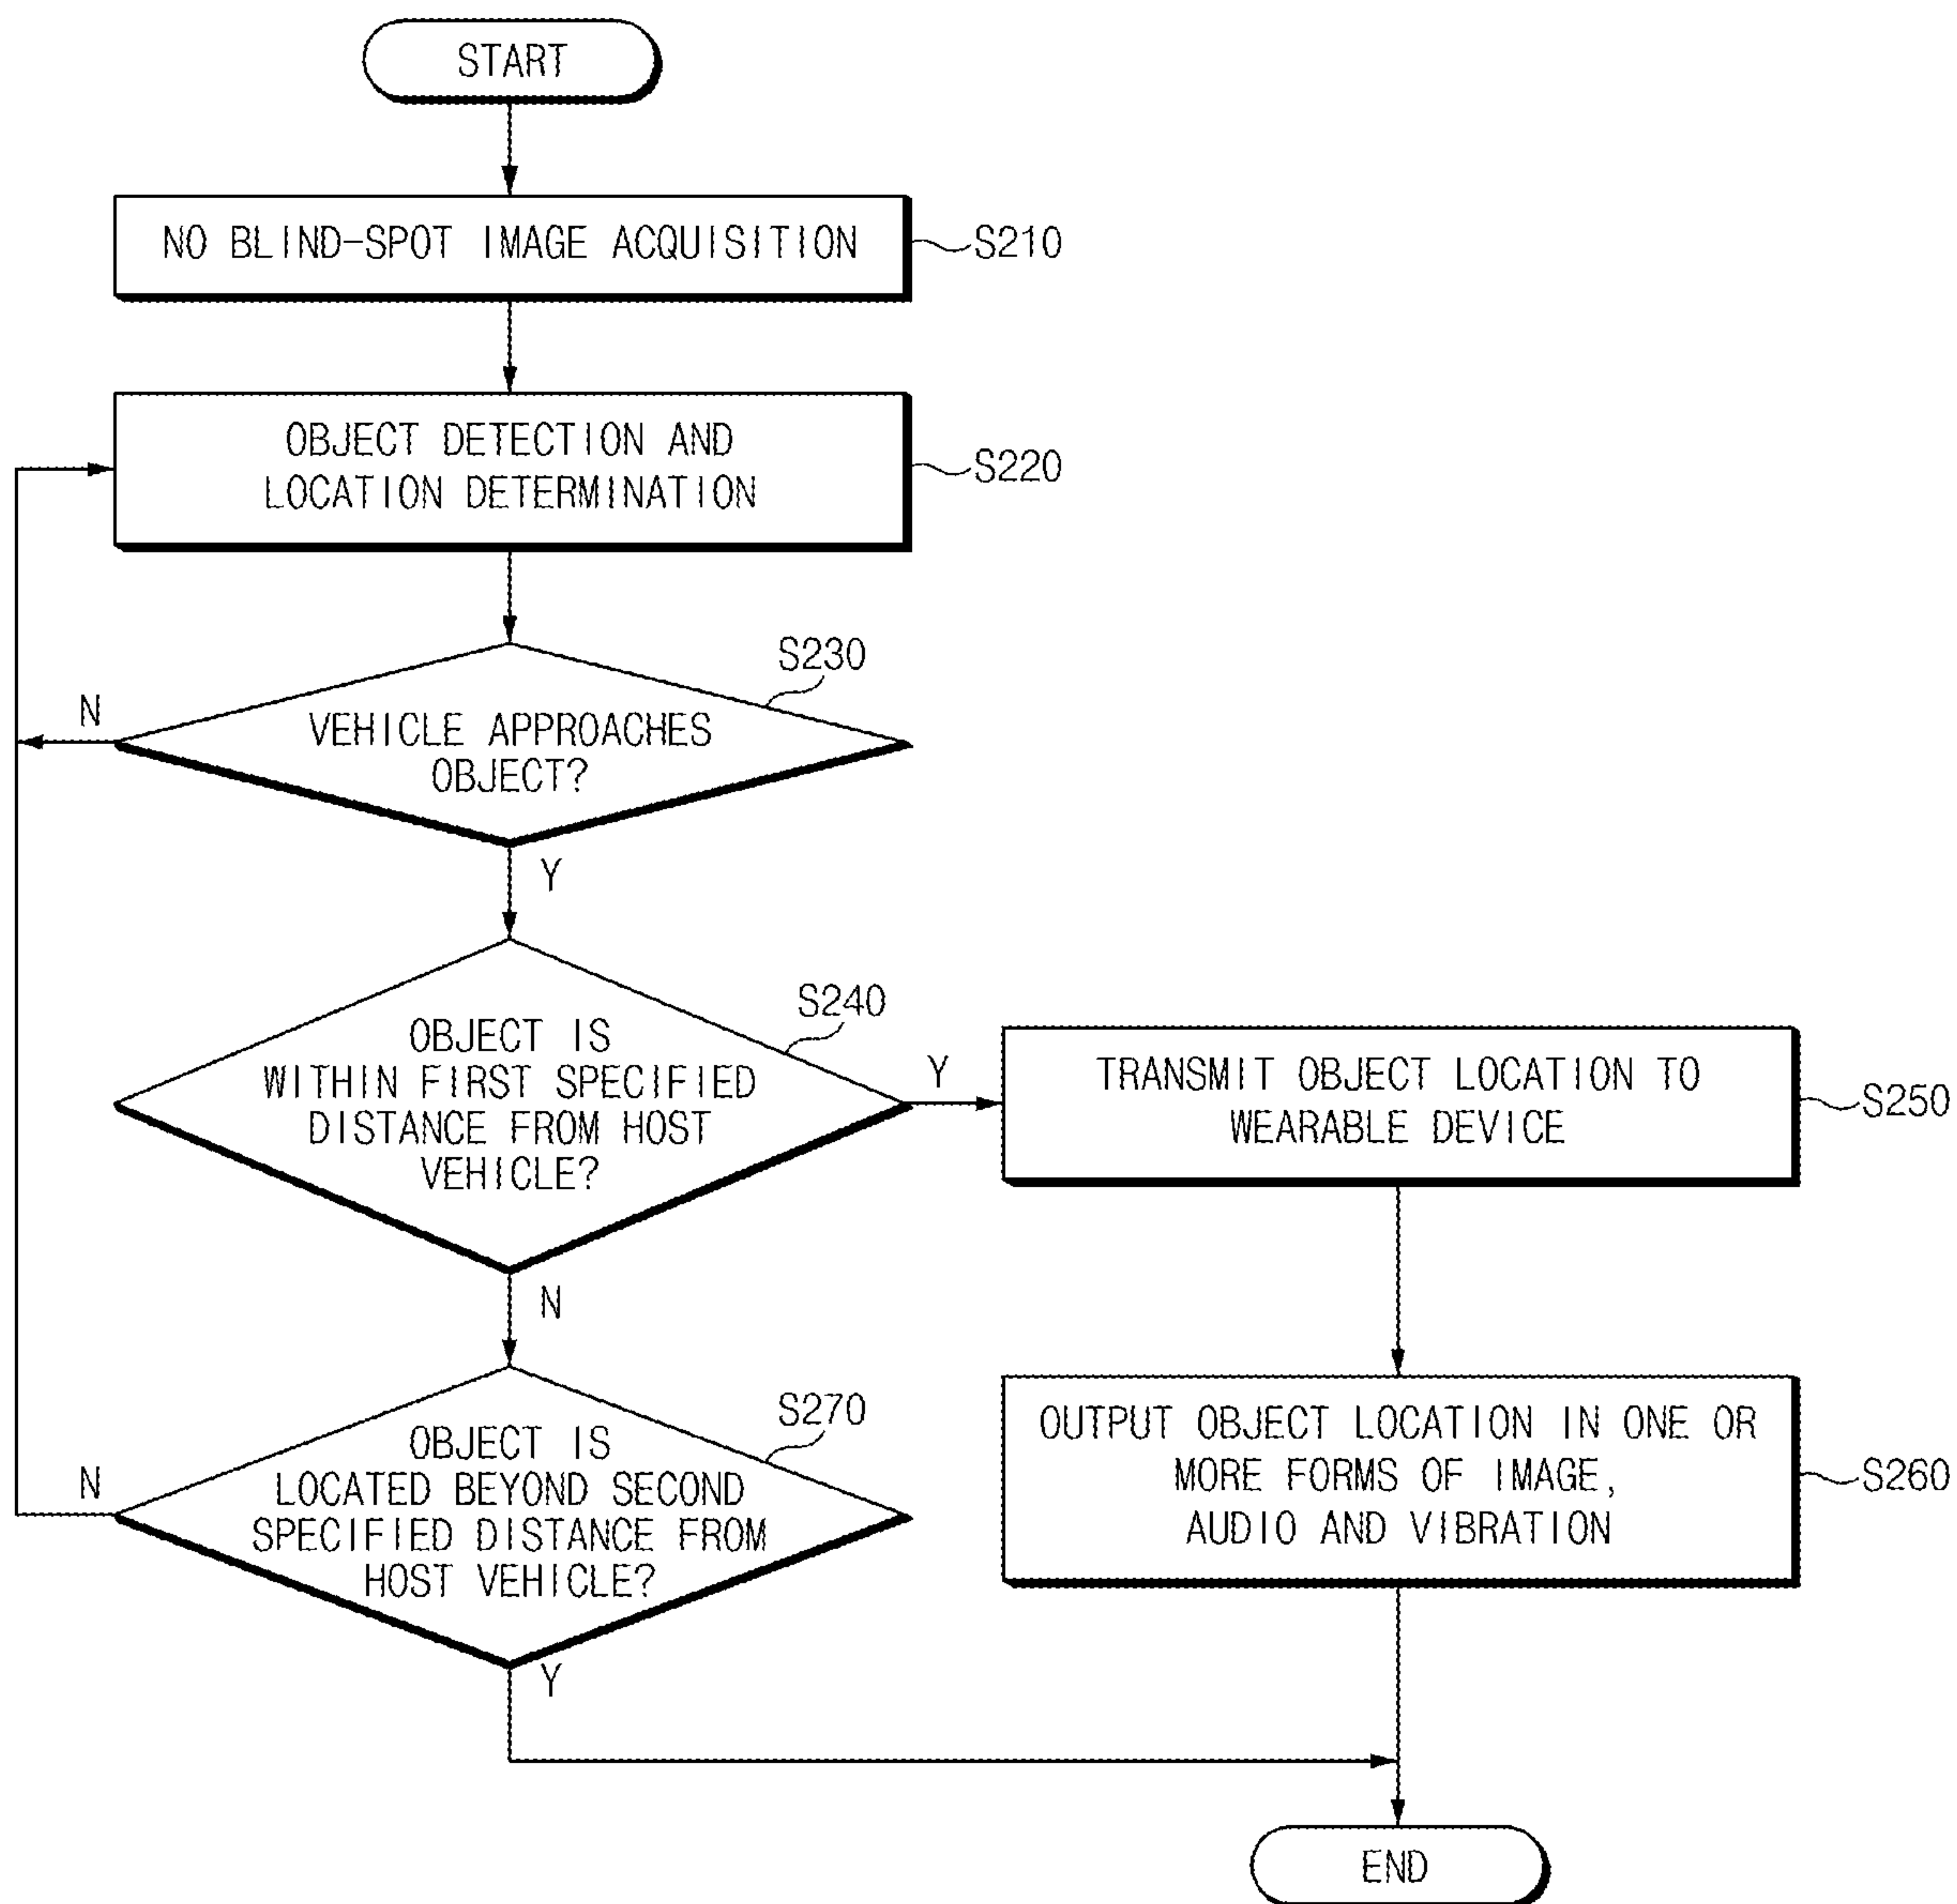 START
NO BLIND-SPOT IMAGE ACQUISITION
S210
OBJECT DETECTION AND
LOCATION DETERMINATION
S220
S230
N
VEHICLE APPROACHES
OBJECT?
Y
S240
OBJECT IS
WITHIN FIRST SPECIFIED
DISTANCE FROM HOST
VEHICLE?
Y
TRANSMIT OBJECT LOCATION TO
WEARABLE DEVICE
S250
N
S270
OBJECT IS
LOCATED BEYOND SECOND
SPECIFIED DISTANCE FROM
HOST VEHICLE?
N
Y
OUTPUT OBJECT LOCATION IN ONE OR
MORE FORMS OF IMAGE,
AUDIO AND VIBRATION
S260
END